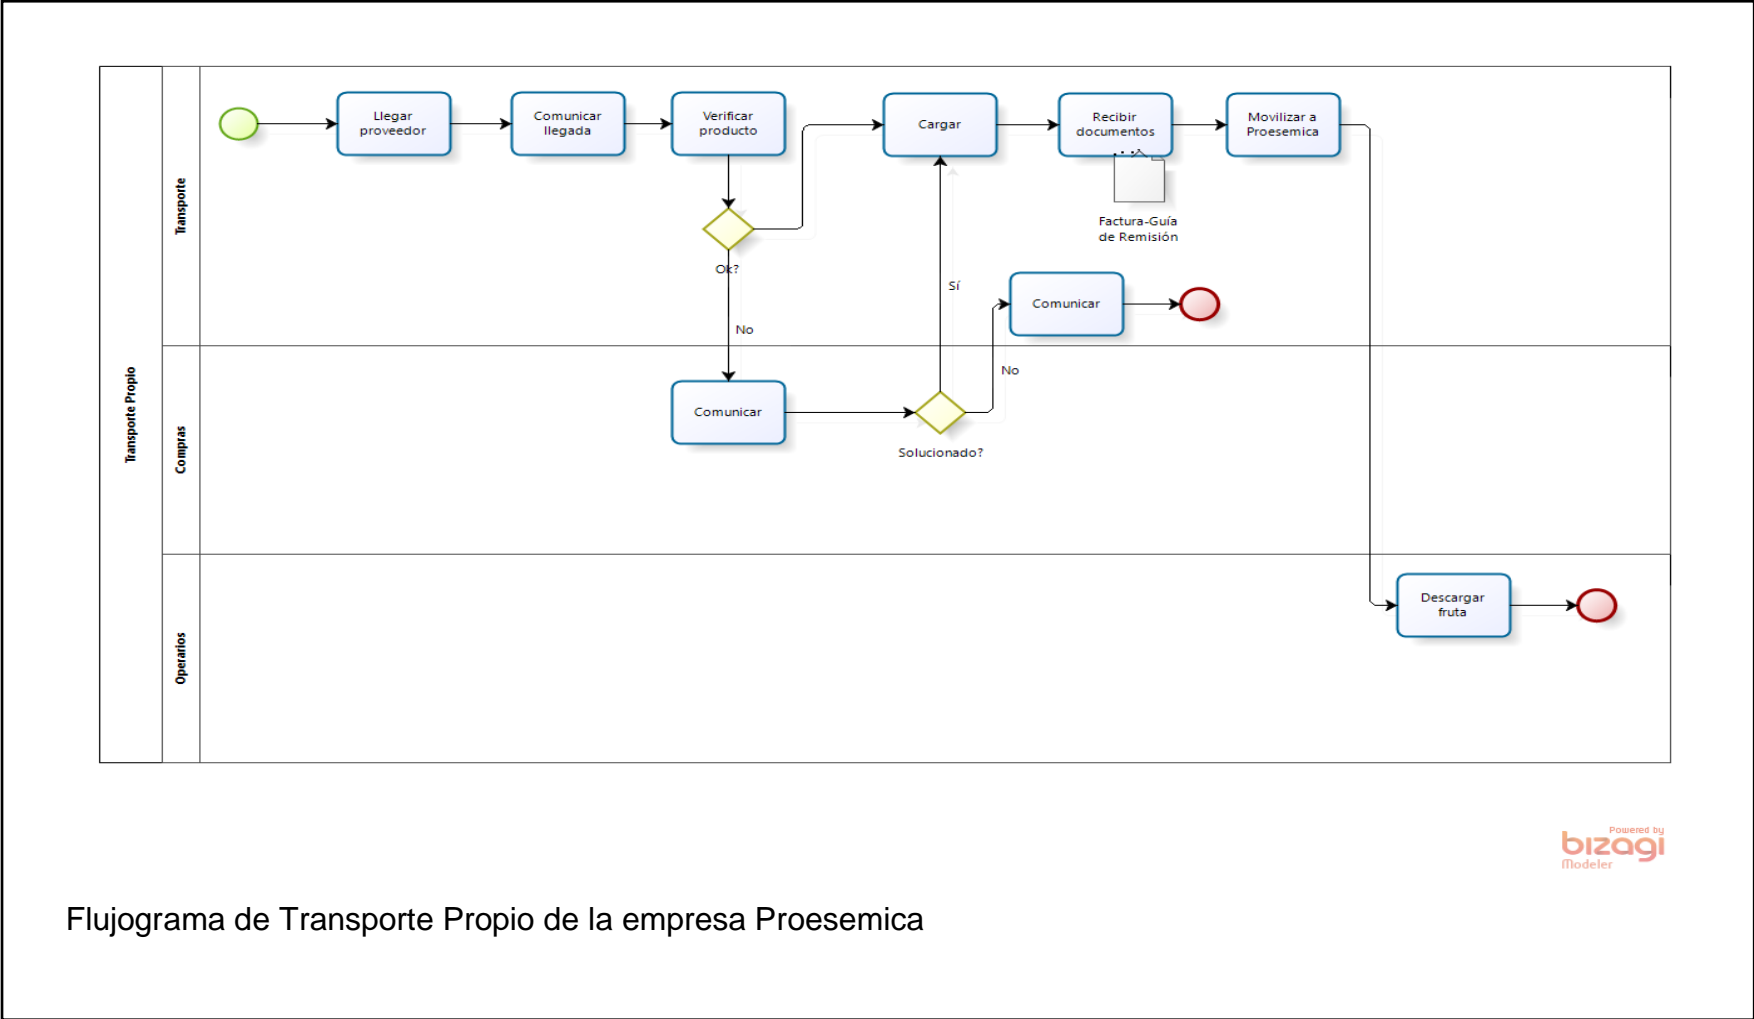 Transporte Propio
Transporte
Llegar
proveedor
Comunicar
llegada
Verificar
producto
Cargar
Recibir
documentos
Movilizar a
Proesemica
Factura-Guía
de Remisión
Ok?
Sí
Comunicar
No
No
Compras
Comunicar
Solucionado?
Operarios
Descargar
fruta
Powered by
bizagi
Modeler
Flujograma de Transporte Propio de la empresa Proesemica